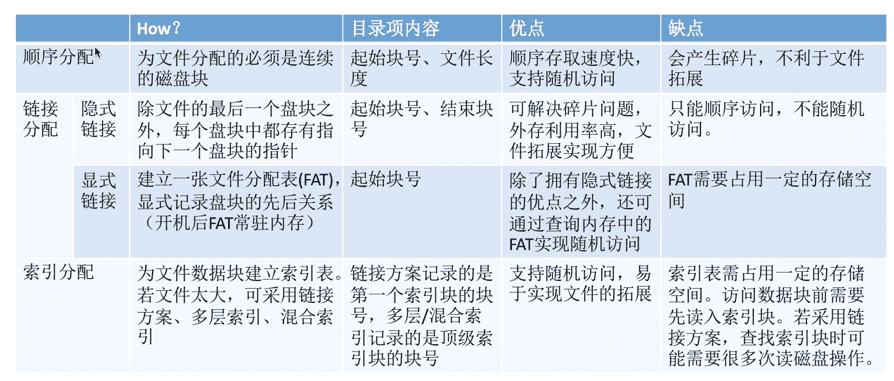 How？ 目录项内容 优点 缺点
顺序分配 为文件分配的必须是连续的磁盘块 起始块号、文件长度 顺序存取速度快，支持随机访问 会产生碎片，不利于文件拓展
链接分配 隐式链接 除文件的最后一个盘块之外，每个盘块中都存有指向下一个盘块的指针 起始块号、结束块号 可解决碎片问题，外存利用率高，文件拓展实现方便 只能顺序访问，不能随机访问。
显式链接 建立一张文件分配表(FAT)，显式记录盘块的先后关系（开机后FAT常驻内存） 起始块号 除了拥有隐式链接的优点之外，还可通过查询内存中的FAT实现随机访问 FAT需要占用一定的存储空间
索引分配 为文件数据块建立索引表。若文件太大，可采用链接方案、多层索引、混合索引 链接方案记录的是第一个索引块的块号，多层/混合索引记录的是顶级索引块的块号 支持随机访问，易于实现文件的拓展 索引表需占用一定的存储空间。访问数据块前需要先读入索引块。若采用链接方案，查找索引块时可能需要很多次读磁盘操作。